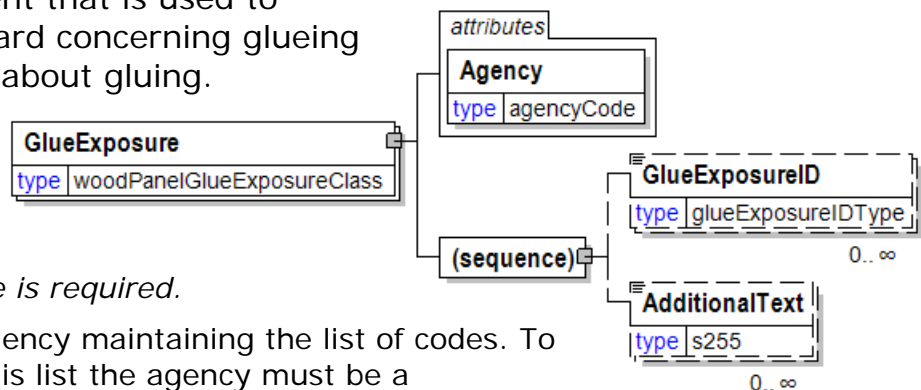 ent that is used to
ard concerning glueing
about gluing.
attributes
Agency
type agencyCode
GlueExposure
type woodPanelGlueExposureClass
GlueExposureID
type glueExposureIDType
0.. ∞
(sequence)
AdditionalText
type s255
0.. ∞
e is required.
ency maintaining the list of codes. To
is list the agency must be a